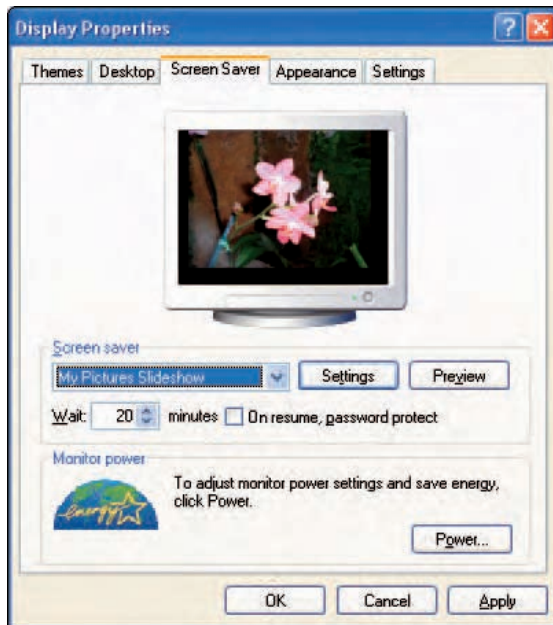 Display Properties
?
X
Themes Desktop Screen Saver Appearance Settings
Screen saver
My Pictures Slideshow Settings Preview
Wait: 20 minutes On resume, password protect
Monitor power
energy
To adjust monitor power settings and save energy,
click Power.
Power...
OK Cancel Apply